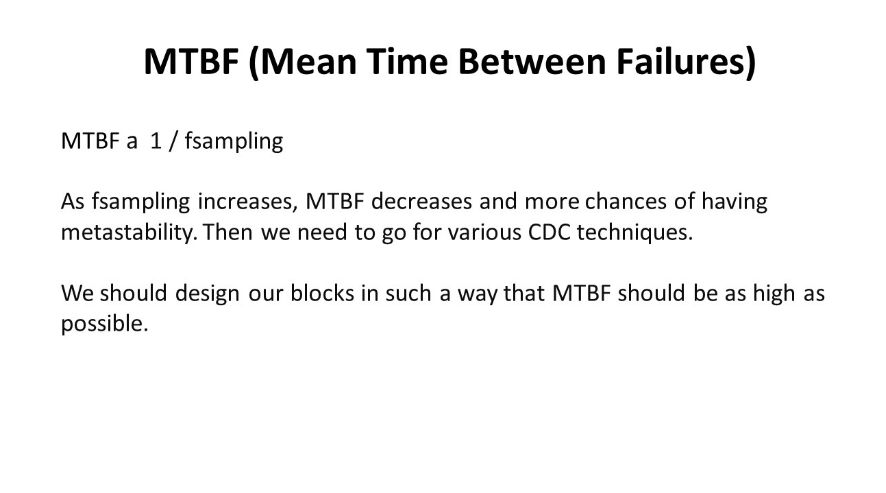 MTBF (Mean Time Between Failures)
MTBF a 1 / fsampling
As fsampling increases, MTBF decreases and more chances of having
metastability. Then we need to go for various CDC techniques.
We should design our blocks in such a way that MTBF should be as high as
possible.